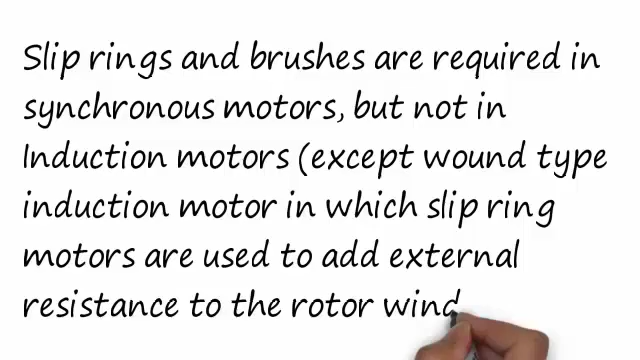 Slip rings and brushes are required in
synchronous motors, but not in
Induction motors (except wound type
induction motor in which slip ring
motors are used to add external
resistance to the rotor wind